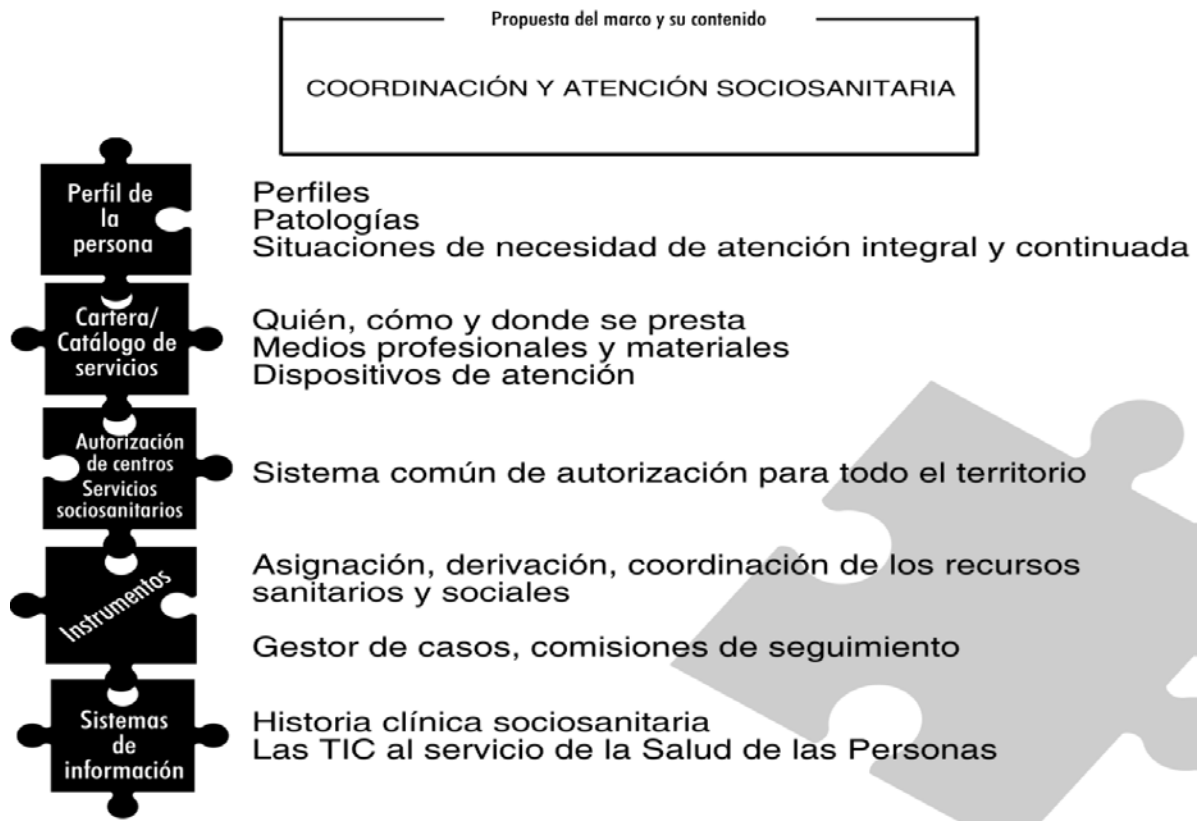 Propuesta del marco y su contenido
COORDINACIÓN Y ATENCIÓN SOCIOSANITARIA
Perfil de
la
persona
Perfiles
Patologías
Situaciones de necesidad de atención integral y continuada
Cartera/
Catálogo de
servicios
Quién, cómo y donde se presta
Medios profesionales y materiales
Dispositivos de atención
Autorización
de centros
Servicios
sociosanitarios
Sistema común de autorización para todo el territorio
Instrumentos
Asignación, derivación, coordinación de los recursos
sanitarios y sociales
Gestor de casos, comisiones de seguimiento
Sistemas
de
información
Historia clínica sociosanitaria
Las TIC al servicio de la Salud de las Personas